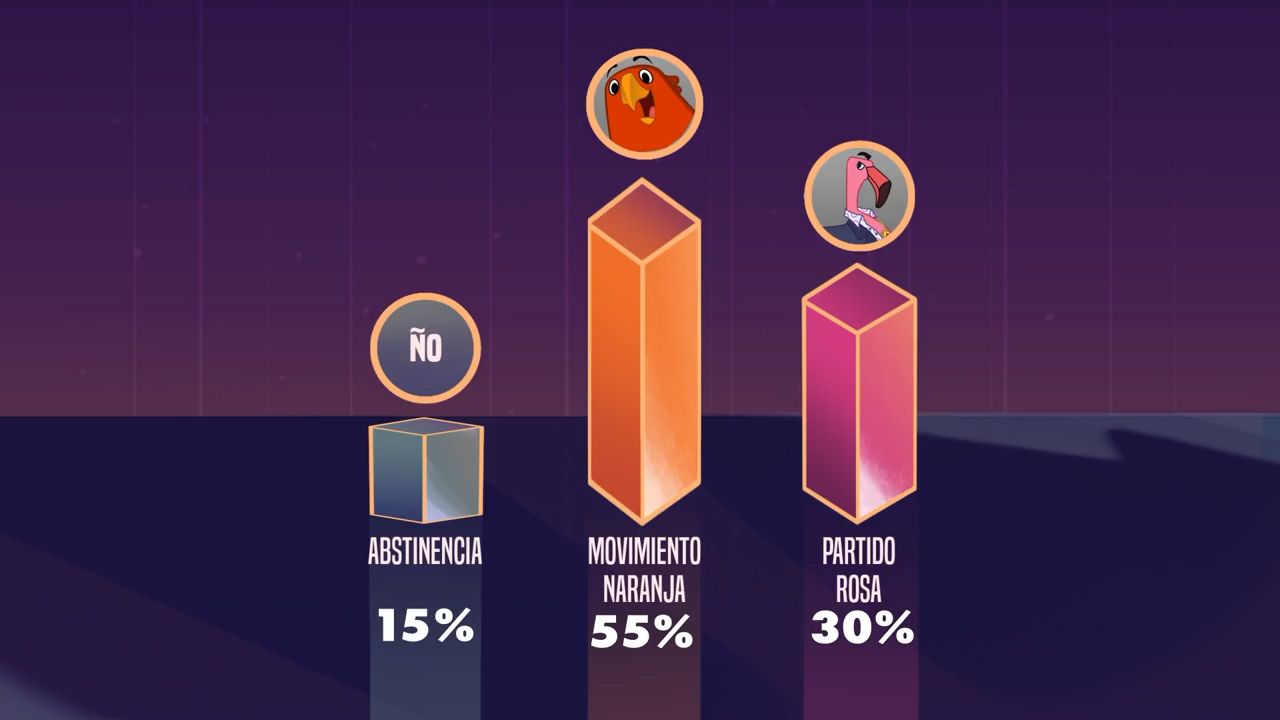 ÑO
ABSTINENCIA
15%
MOVIMIENTO
NARANJA
55%
PARTIDO
ROSA
30%